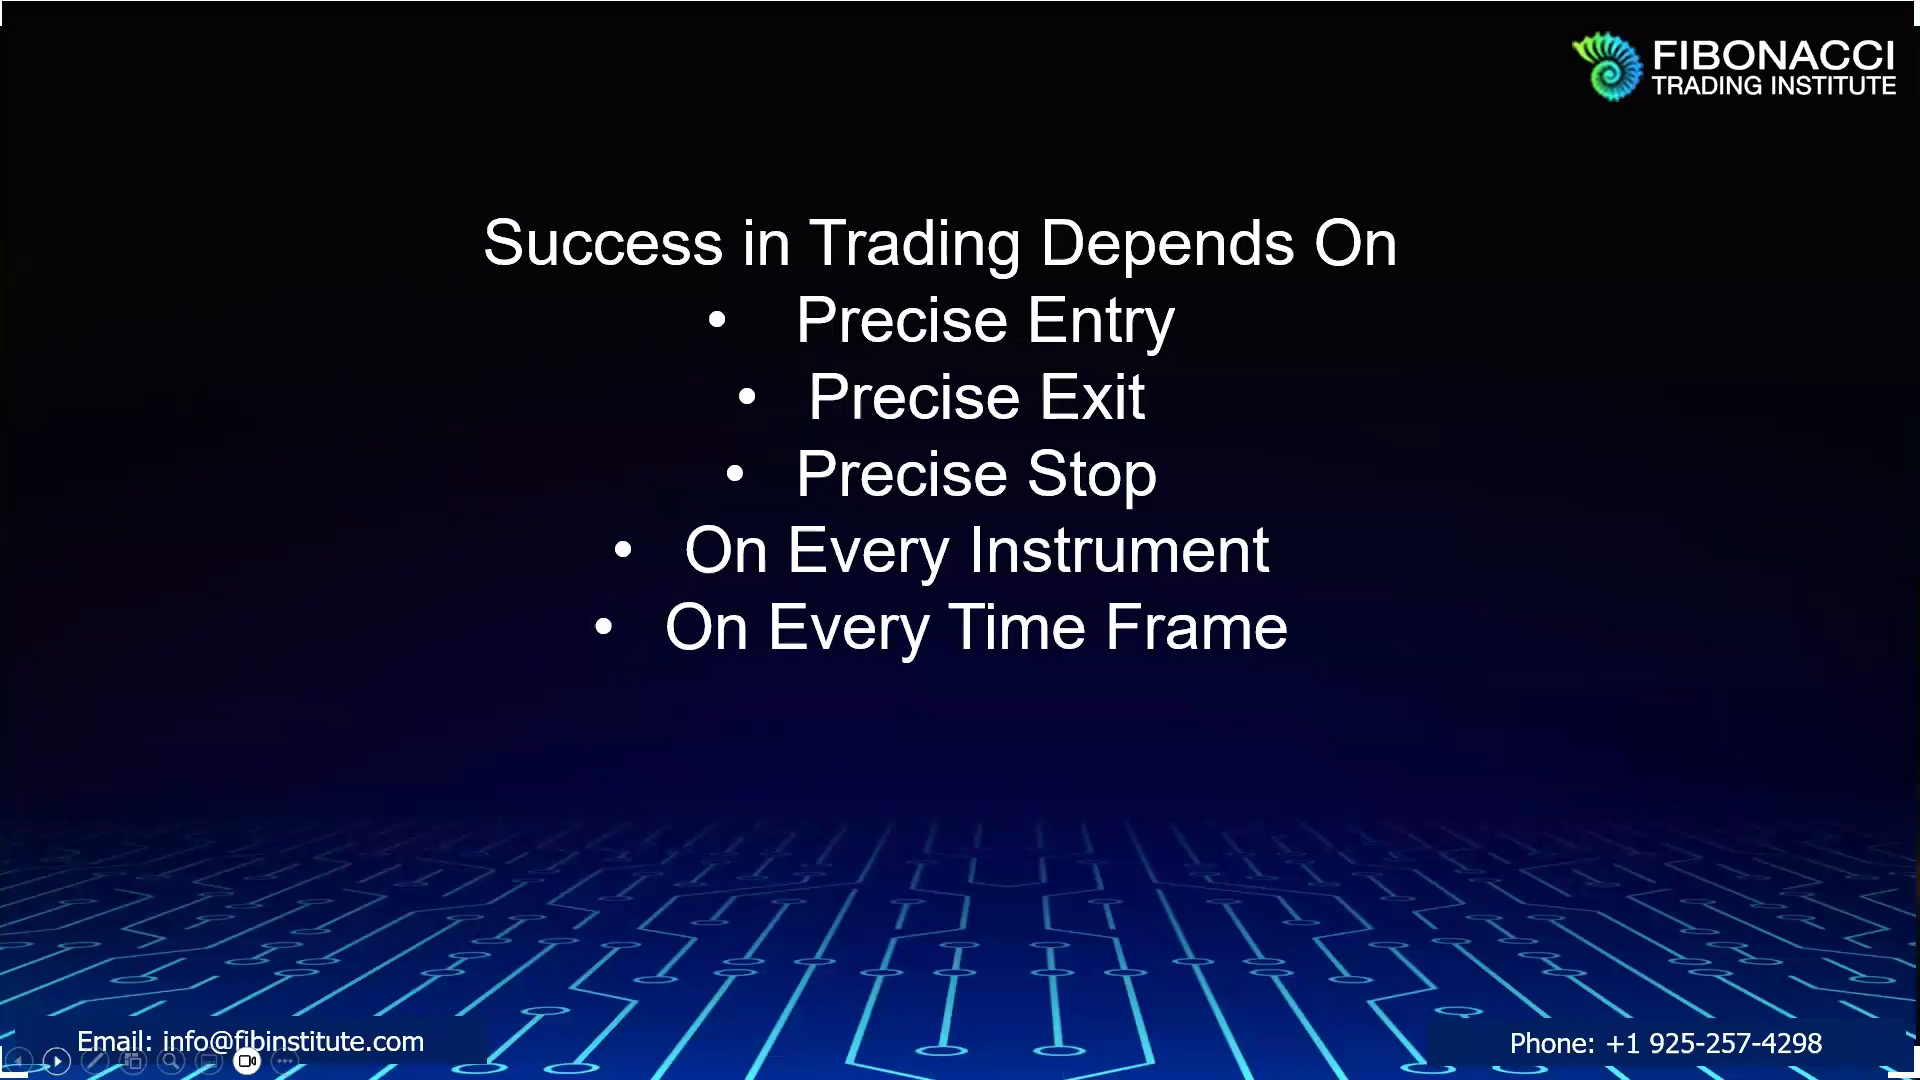 FIBONACCI
TRADING INSTITUTE
Success in Trading Depends On
• Precise Entry
• Precise Exit
• Precise Stop
• On Every Instrument
• On Every Time Frame
Email: info@fibinstitute.com
Phone: +1 925-257-4298